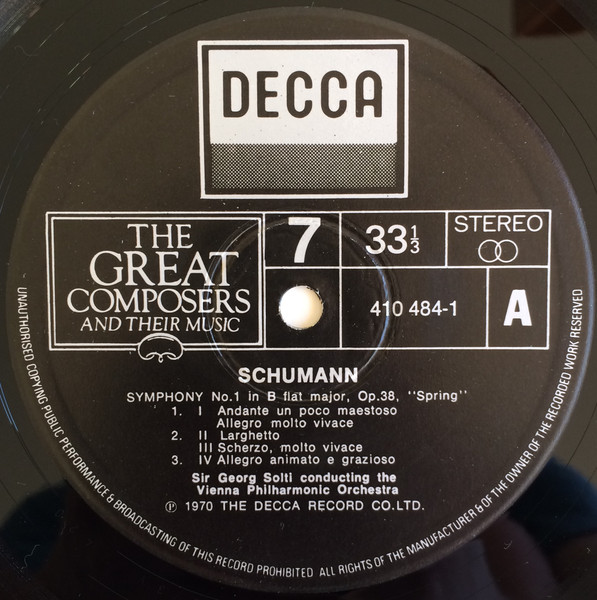 DECCA
THE
GREAT
COMPOSERS
AND THEIR MUSIC
7
33 1/3
STEREO
410 484-1
A
SCHUMANN
SYMPHONY No.1 in B flat major, Op.38, "Spring"
1. I Andante un poco maestoso
Allegro molto vivace
2. II Larghetto
III Scherzo, molto vivace
3. IV Allegro animato e grazioso
Sir Georg Solti conducting the
Vienna Philharmonic Orchestra
℗ 1970 THE DECCA RECORD CO.LTD.
UNAUTHORISED COPYING PUBLIC PERFORMANCE & BROADCASTING OF THIS RECORD PROHIBITED ALL RIGHTS OF THE MANUFACTURER & OF THE OWNER OF THE RECORDED WORK RESERVED